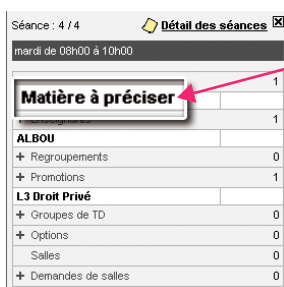 Séance : 4 / 4 Détail des séances
mardi de 08h00 à 10h00
1
Matière à préciser
+ Enseignants 1
ALBOU
+ Regroupements 0
+ Promotions 1
L3 Droit Privé
+ Groupes de TD 0
+ Options 0
Salles 0
+ Demandes de salles 0